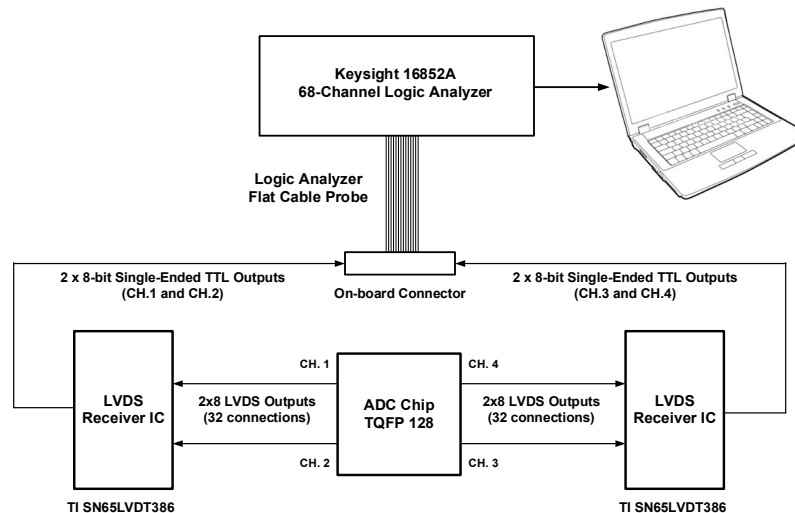 Keysight 16852A
68-Channel Logic Analyzer
Logic Analyzer
Flat Cable Probe
2 x 8-bit Single-Ended TTL Outputs
(CH.1 and CH.2)
On-board Connector
2 x 8-bit Single-Ended TTL Outputs
(CH.3 and CH.4)
LVDS
Receiver IC
TI SN65LVDT386
CH. 1
2x8 LVDS Outputs
(32 connections)
CH. 2
ADC Chip
TQFP 128
CH. 4
2x8 LVDS Outputs
(32 connections)
CH. 3
LVDS
Receiver IC
TI SN65LVDT386